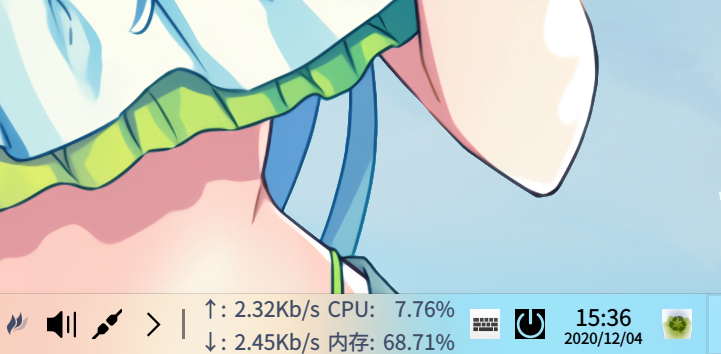 ↑: 2.32Kb/s CPU: 7.76%
↓: 2.45Kb/s 内存: 68.71%
15:36
2020/12/04